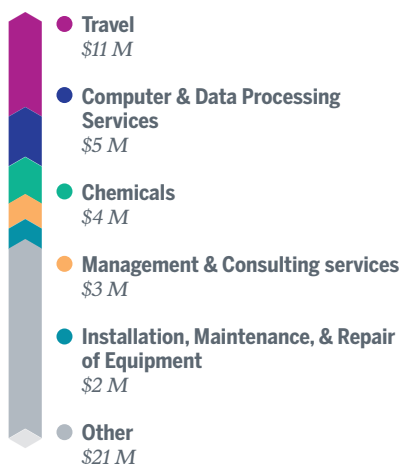 Travel
$11 M
Computer & Data Processing
Services
$5 M
Chemicals
$4 M
Management & Consulting services
$3 M
Installation, Maintenance, & Repair
of Equipment
$2 M
Other
$21 M